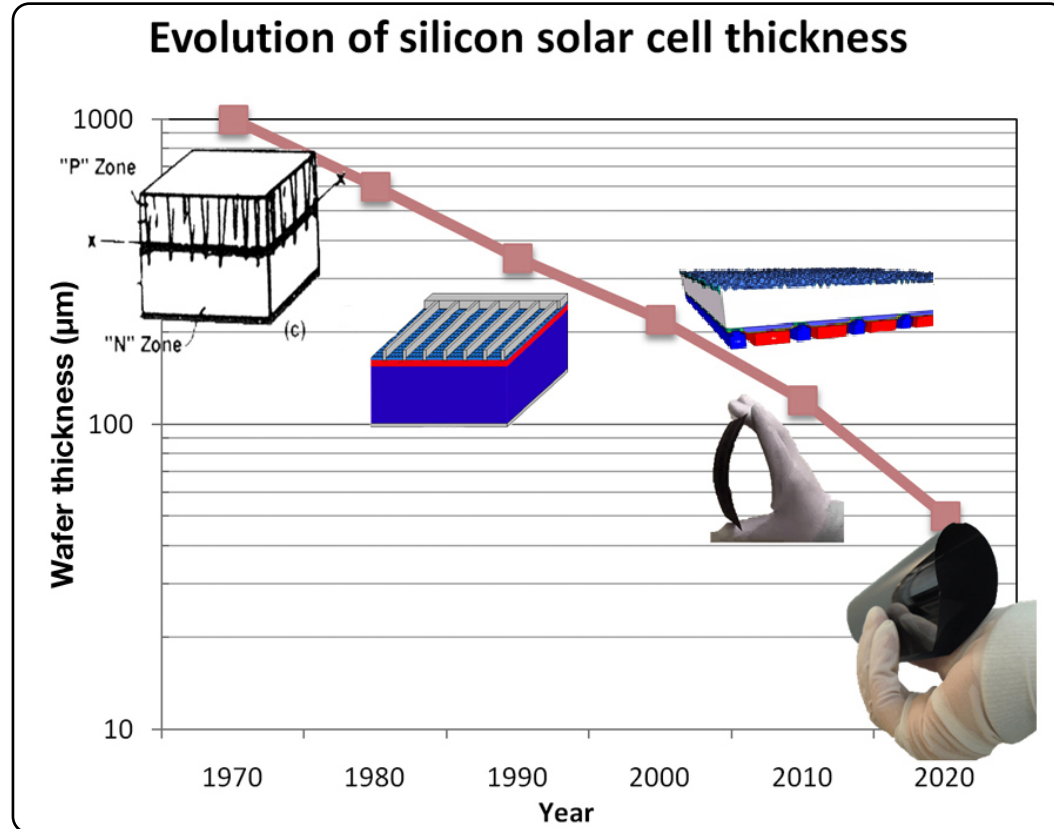 Evolution of silicon solar cell thickness
1000
100
10
Wafer thickness (µm)
"P" Zone
x
x
"N" Zone
(c)
1970 1980 1990 2000 2010 2020
Year